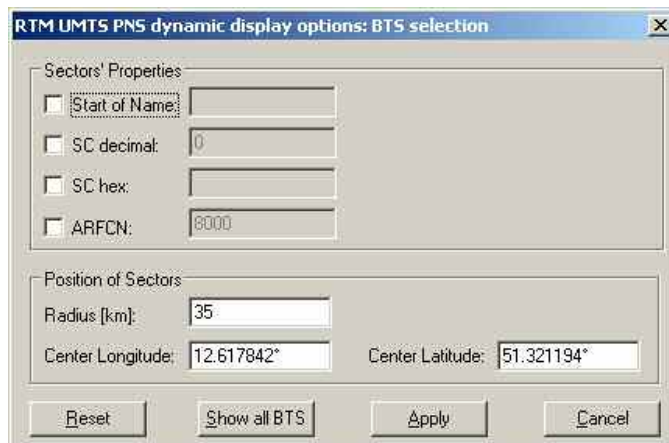 RTM UMTS PNS dynamic display options: BTS selection
Sectors' Properties
Start of Name:
SC decimal: 0
SC hex:
ARFCN: 8000
Position of Sectors
Radius [km]: 35
Center Longitude: 12.617842° Center Latitude: 51.321194°
Reset Show all BTS Apply Cancel